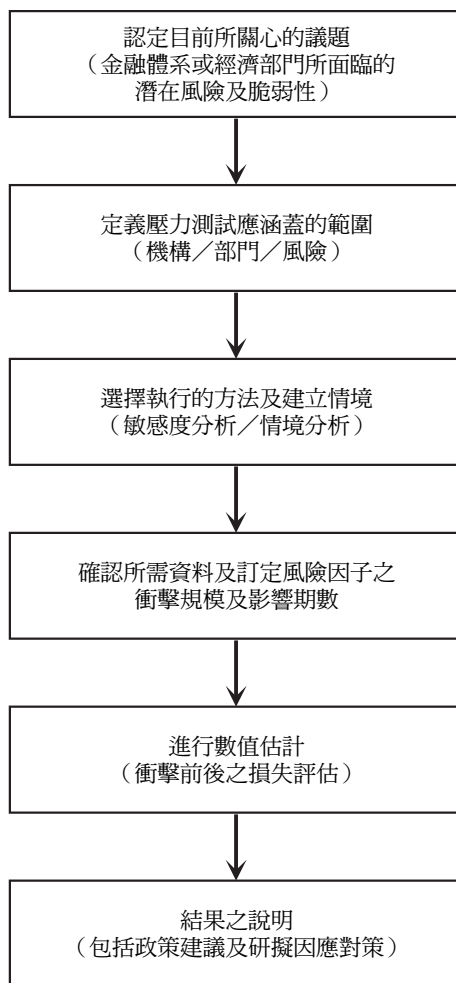 認定目前所關心的議題
（金融體系或經濟部門所面臨的
潛在風險及脆弱性）
定義壓力測試應涵蓋的範圍
（機構／部門／風險）
選擇執行的方法及建立情境
（敏感度分析／情境分析）
確認所需資料及訂定風險因子之
衝擊規模及影響期數
進行數值估計
（衝擊前後之損失評估）
結果之說明
（包括政策建議及研擬因應對策）